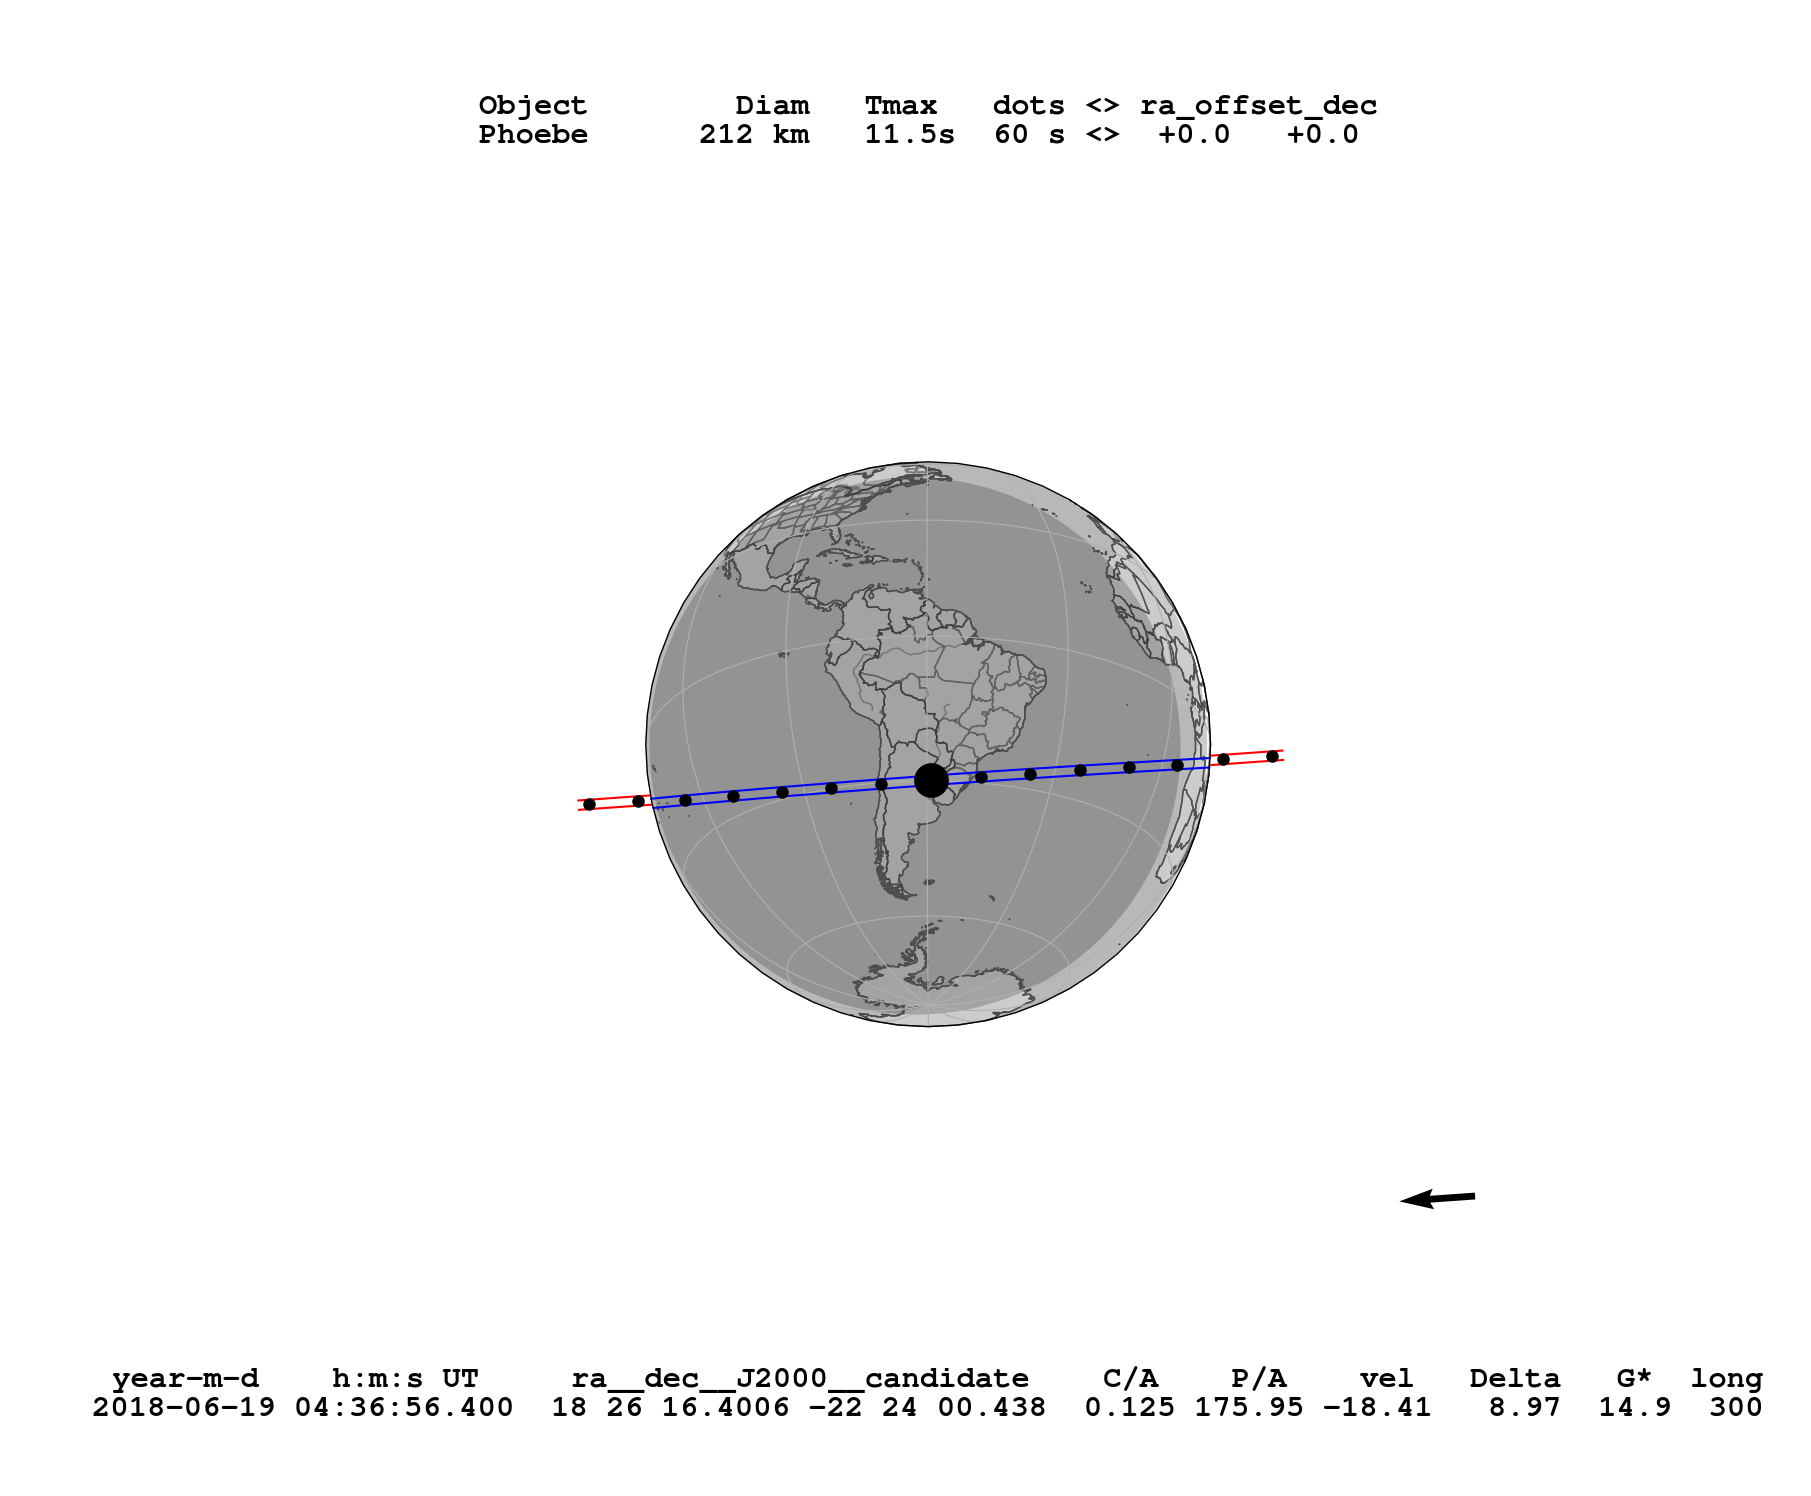 Object Diam Tmax dots <> ra_offset_dec
Phoebe 212 km 11.5s 60 s <> +0.0 +0.0
year-m-d h:m:s UT ra__dec__J2000__candidate C/A P/A vel Delta G* long
2018-06-19 04:36:56.400 18 26 16.4006 -22 24 00.438 0.125 175.95 -18.41 8.97 14.9 300